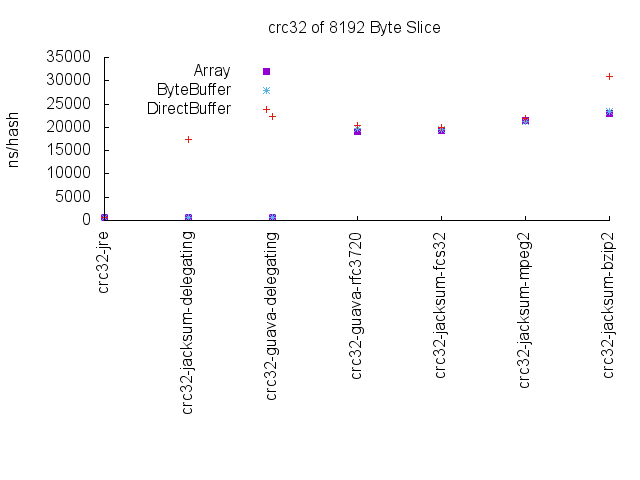 crc32 of 8192 Byte Slice
ns/hash
35000
30000
25000
20000
15000
10000
5000
0
Array
ByteBuffer
DirectBuffer
crc32-jre
crc32-jacksum-delegating
crc32-guava-delegating
crc32-guava-rfc3720
crc32-jacksum-fcs32
crc32-jacksum-mpeg2
crc32-jacksum-bzip2